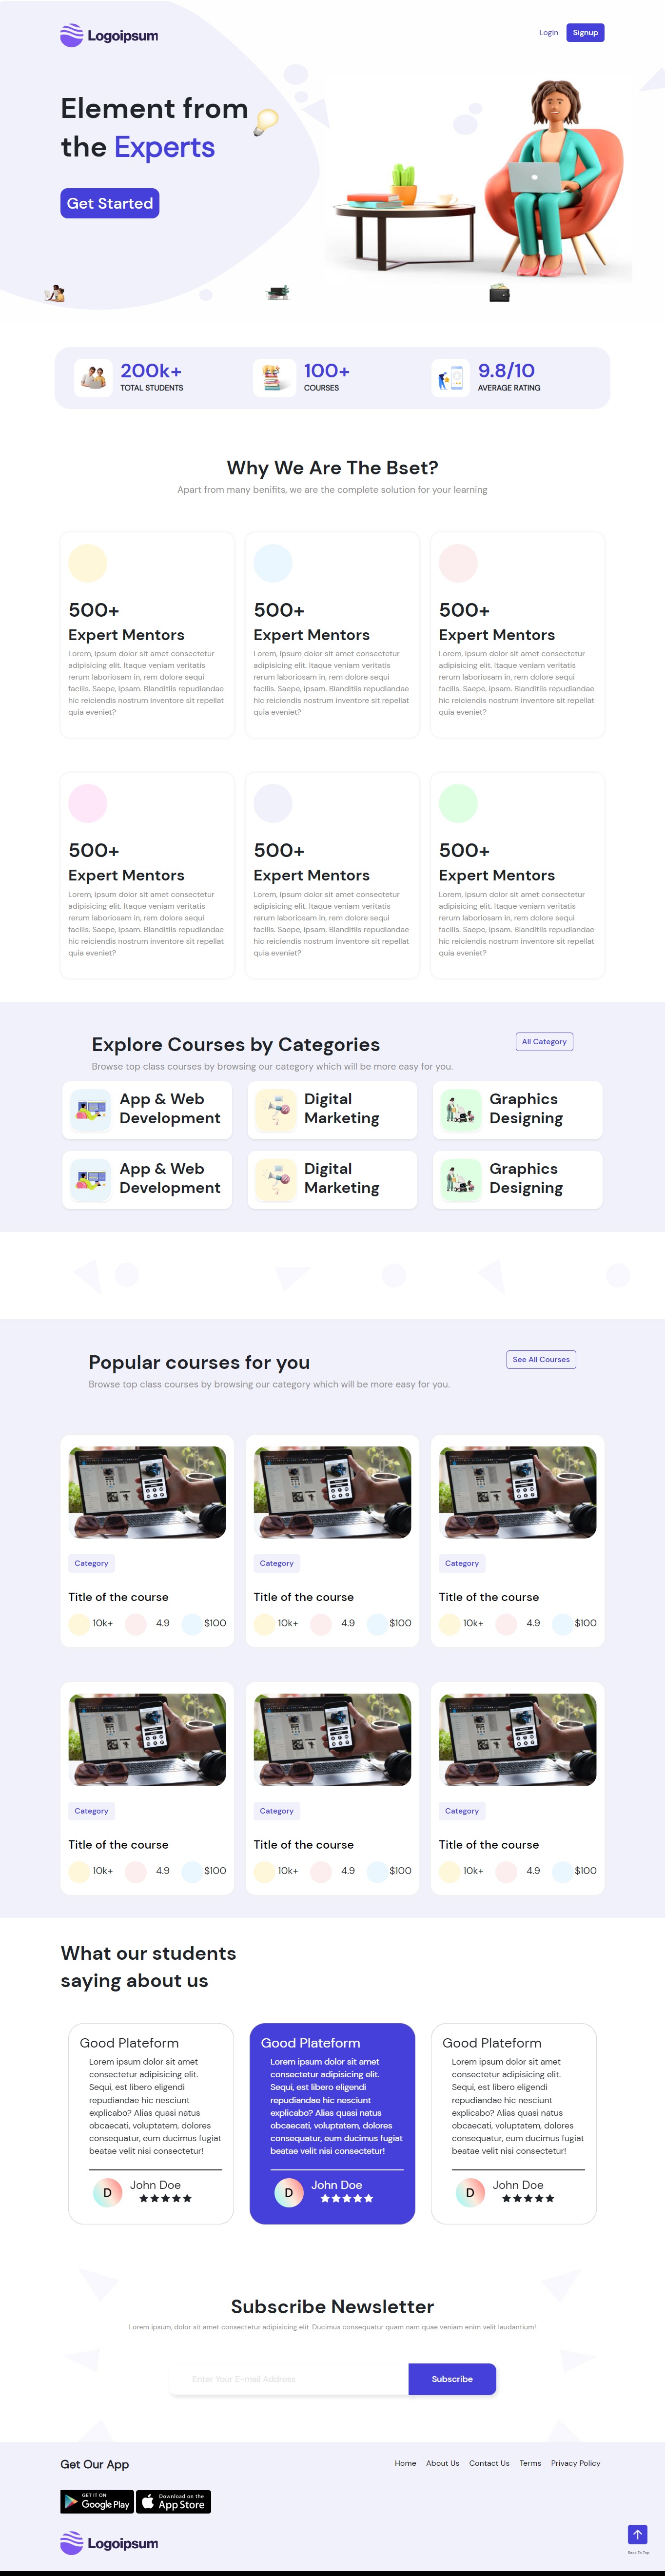 Logoipsum
Login
Signup
Element from
the Experts
Get Started
200k+
TOTAL STUDENTS
100+
COURSES
9.8/10
AVERAGE RATING
Why We Are The Bset?
Apart from many benifits, we are the complete solution for your learning
500+
Expert Mentors
Lorem, ipsum dolor sit amet consectetur
adipisicing elit. Itaque veniam veritatis
rerum laboriosam in, rem dolore sequi
facilis. Saepe, ipsam. Blanditiis repudiandae
hic reiciendis nostrum inventore sit repellat
quia eveniet?
500+
Expert Mentors
Lorem, ipsum dolor sit amet consectetur
adipisicing elit. Itaque veniam veritatis
rerum laboriosam in, rem dolore sequi
facilis. Saepe, ipsam. Blanditiis repudiandae
hic reiciendis nostrum inventore sit repellat
quia eveniet?
500+
Expert Mentors
Lorem, ipsum dolor sit amet consectetur
adipisicing elit. Itaque veniam veritatis
rerum laboriosam in, rem dolore sequi
facilis. Saepe, ipsam. Blanditiis repudiandae
hic reiciendis nostrum inventore sit repellat
quia eveniet?
500+
Expert Mentors
Lorem, ipsum dolor sit amet consectetur
adipisicing elit. Itaque veniam veritatis
rerum laboriosam in, rem dolore sequi
facilis. Saepe, ipsam. Blanditiis repudiandae
hic reiciendis nostrum inventore sit repellat
quia eveniet?
500+
Expert Mentors
Lorem, ipsum dolor sit amet consectetur
adipisicing elit. Itaque veniam veritatis
rerum laboriosam in, rem dolore sequi
facilis. Saepe, ipsam. Blanditiis repudiandae
hic reiciendis nostrum inventore sit repellat
quia eveniet?
500+
Expert Mentors
Lorem, ipsum dolor sit amet consectetur
adipisicing elit. Itaque veniam veritatis
rerum laboriosam in, rem dolore sequi
facilis. Saepe, ipsam. Blanditiis repudiandae
hic reiciendis nostrum inventore sit repellat
quia eveniet?
Explore Courses by Categories
All Category
Browse top class courses by browsing our category which will be more easy for you.
App & Web
Development
Digital
Marketing
Graphics
Designing
App & Web
Development
Digital
Marketing
Graphics
Designing
Popular courses for you
See All Courses
Browse top class courses by browsing our category which will be more easy for you.
Category
Title of the course
10k+ 4.9 $100
Category
Title of the course
10k+ 4.9 $100
Category
Title of the course
10k+ 4.9 $100
Category
Title of the course
10k+ 4.9 $100
Category
Title of the course
10k+ 4.9 $100
Category
Title of the course
10k+ 4.9 $100
What our students
saying about us
Good Plateform
Lorem ipsum dolor sit amet
consectetur adipisicing elit.
Sequi, est libero eligendi
repudiandae hic nesciunt
explicabo? Alias quasi natus
obcaecati, voluptatem, dolores
consequatur, eum ducimus fugiat
beatae velit nisi consectetur!
D
John Doe
Good Plateform
Lorem ipsum dolor sit amet
consectetur adipisicing elit.
Sequi, est libero eligendi
repudiandae hic nesciunt
explicabo? Alias quasi natus
obcaecati, voluptatem, dolores
consequatur, eum ducimus fugiat
beatae velit nisi consectetur!
D
John Doe
Good Plateform
Lorem ipsum dolor sit amet
consectetur adipisicing elit.
Sequi, est libero eligendi
repudiandae hic nesciunt
explicabo? Alias quasi natus
obcaecati, voluptatem, dolores
consequatur, eum ducimus fugiat
beatae velit nisi consectetur!
D
John Doe
Subscribe Newsletter
Lorem ipsum, dolor sit amet consectetur adipisicing elit. Ducimus consequatur quam nam quae veniam enim velit laudantium!
Enter Your E-mail Address
Subscribe
Get Our App
Home About Us Contact Us Terms Privacy Policy
GET IT ON
Google Play
Download on the
App Store
Logoipsum
Back To Top